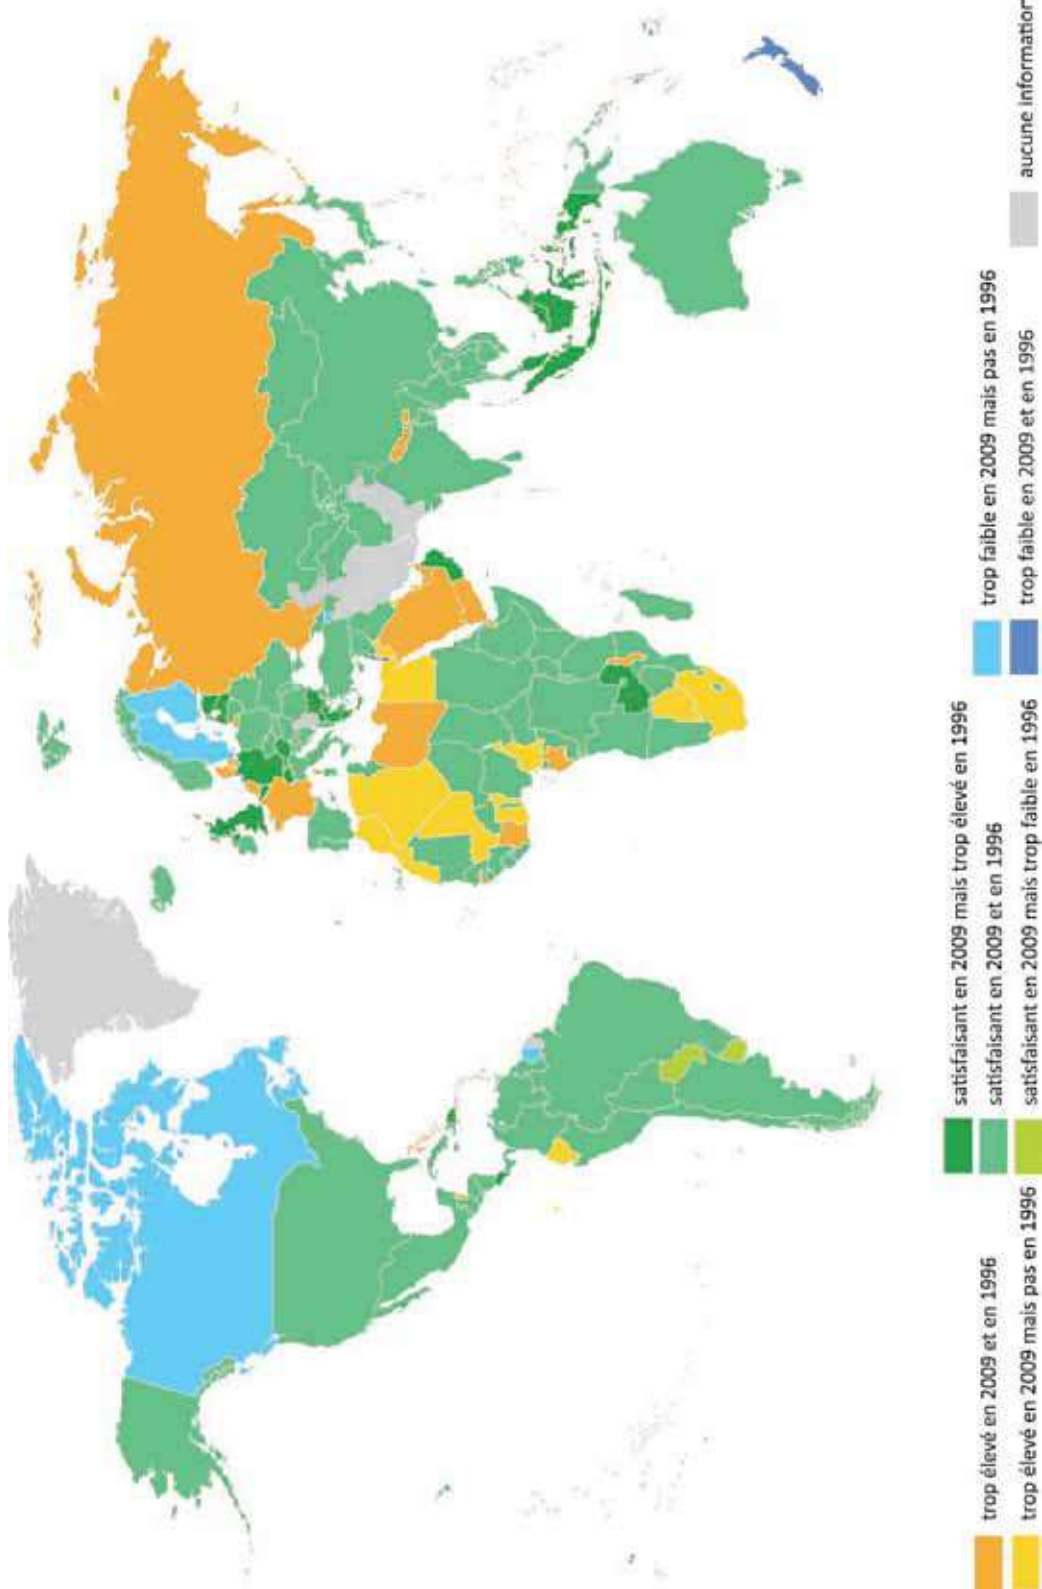 trop élevé en 2009 et en 1996
trop élevé en 2009 mais pas en 1996
satisfaisant en 2009 mais trop élevé en 1996
satisfaisant en 2009 et en 1996
satisfaisant en 2009 mais trop faible en 1996
trop faible en 2009 mais pas en 1996
trop faible en 2009 et en 1996
aucune information